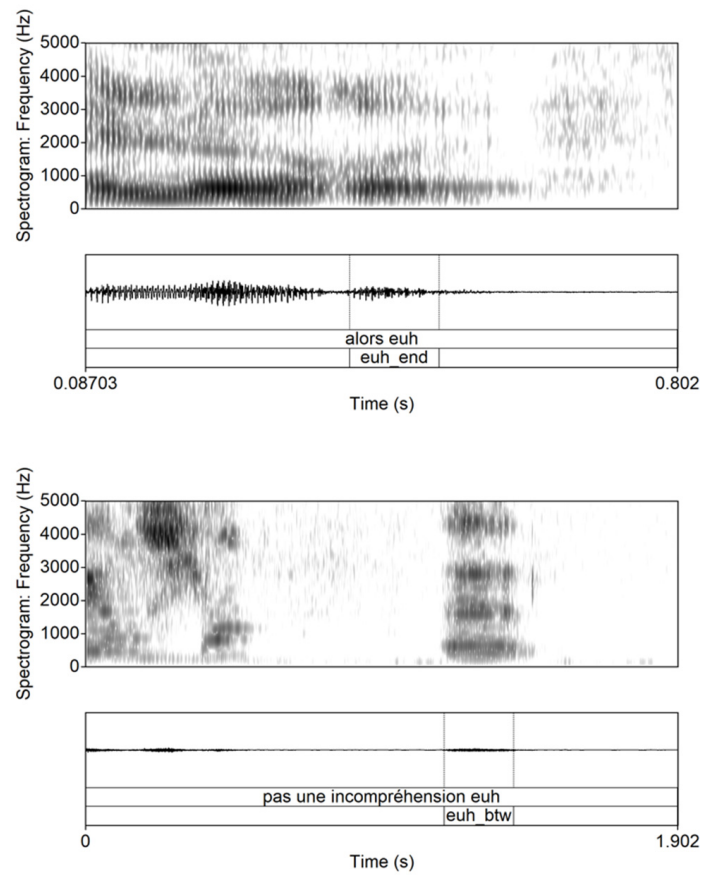 Spectrogram: Frequency (Hz)
5000
4000
3000
2000
1000
0
alors euh
euh_end
0.08703 0.802
Time (s)
Spectrogram: Frequency (Hz)
5000
4000
3000
2000
1000
0
pas une incompréhension euh
euh_btw
0 1.902
Time (s)